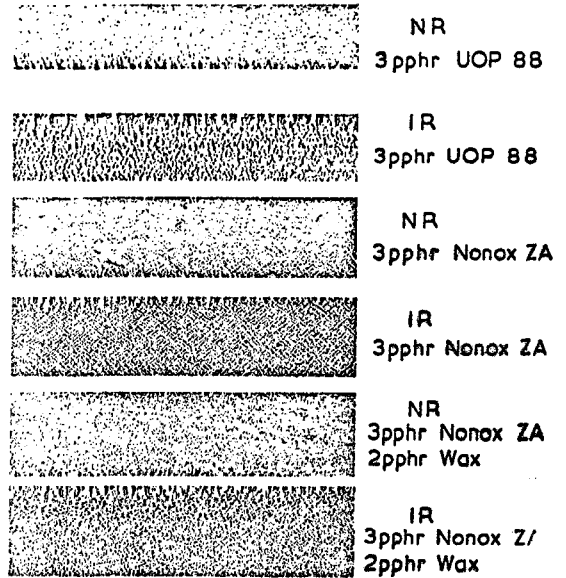 NR
3pphr UOP 88
IR
3pphr UOP 88
NR
3pphr Nonox ZA
IR
3pphr Nonox ZA
NR
3pphr Nonox ZA
2pphr Wax
IR
3pphr Nonox Z/
2pphr Wax